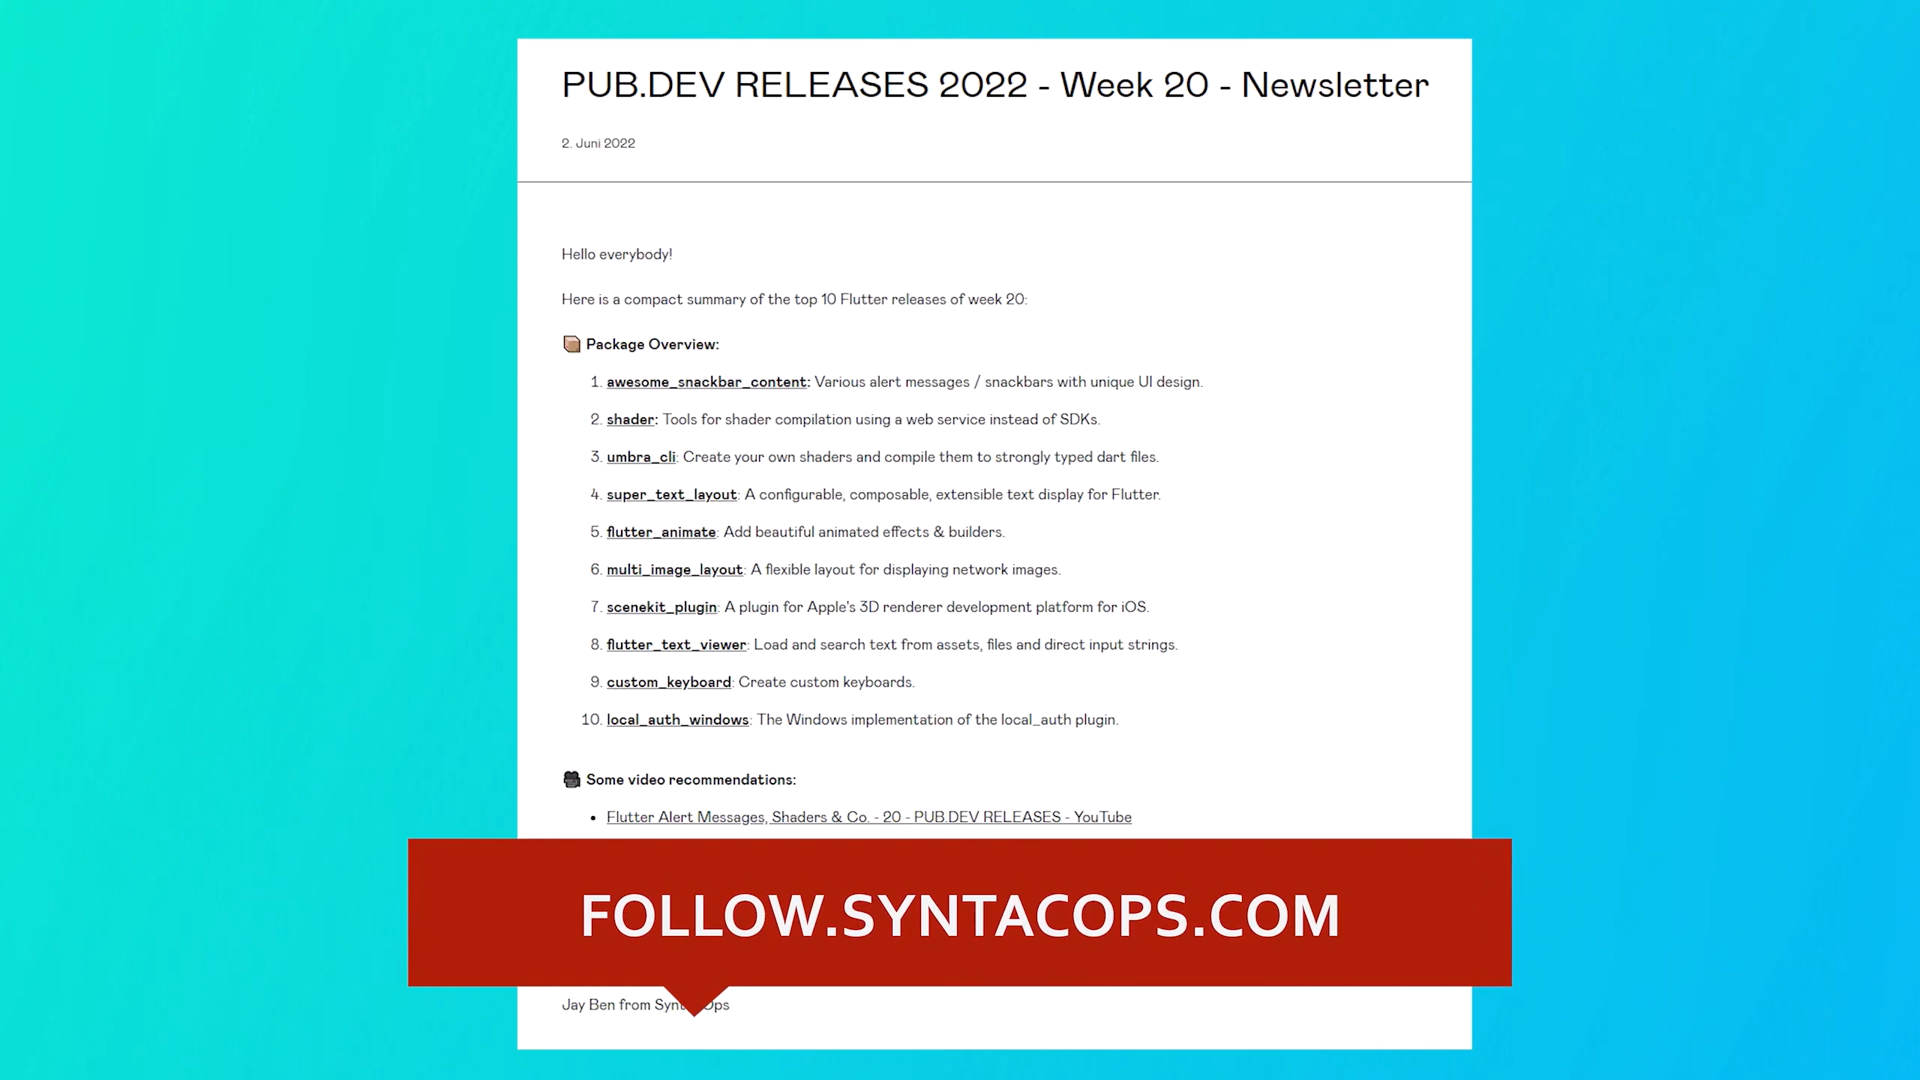 PUB.DEV RELEASES 2022 - Week 20 - Newsletter
2. Juni 2022
Hello everybody!
Here is a compact summary of the top 10 Flutter releases of week 20:
Package Overview:
1. awesome_snackbar_content: Various alert messages / snackbars with unique UI design.
2. shader: Tools for shader compilation using a web service instead of SDKs.
3. umbra_cli: Create your own shaders and compile them to strongly typed dart files.
4. super_text_layout: A configurable, composable, extensible text display for Flutter.
5. flutter_animate: Add beautiful animated effects & builders.
6. multi_image_layout: A flexible layout for displaying network images.
7. scenekit_plugin: A plugin for Apple's 3D renderer development platform for iOS.
8. flutter_text_viewer: Load and search text from assets, files and direct input strings.
9. custom_keyboard: Create custom keyboards.
10. local_auth_windows: The Windows implementation of the local_auth plugin.
Some video recommendations:
• Flutter Alert Messages, Shaders & Co. - 20 - PUB.DEV RELEASES - YouTube
FOLLOW.SYNTACOPS.COM
Jay Ben from